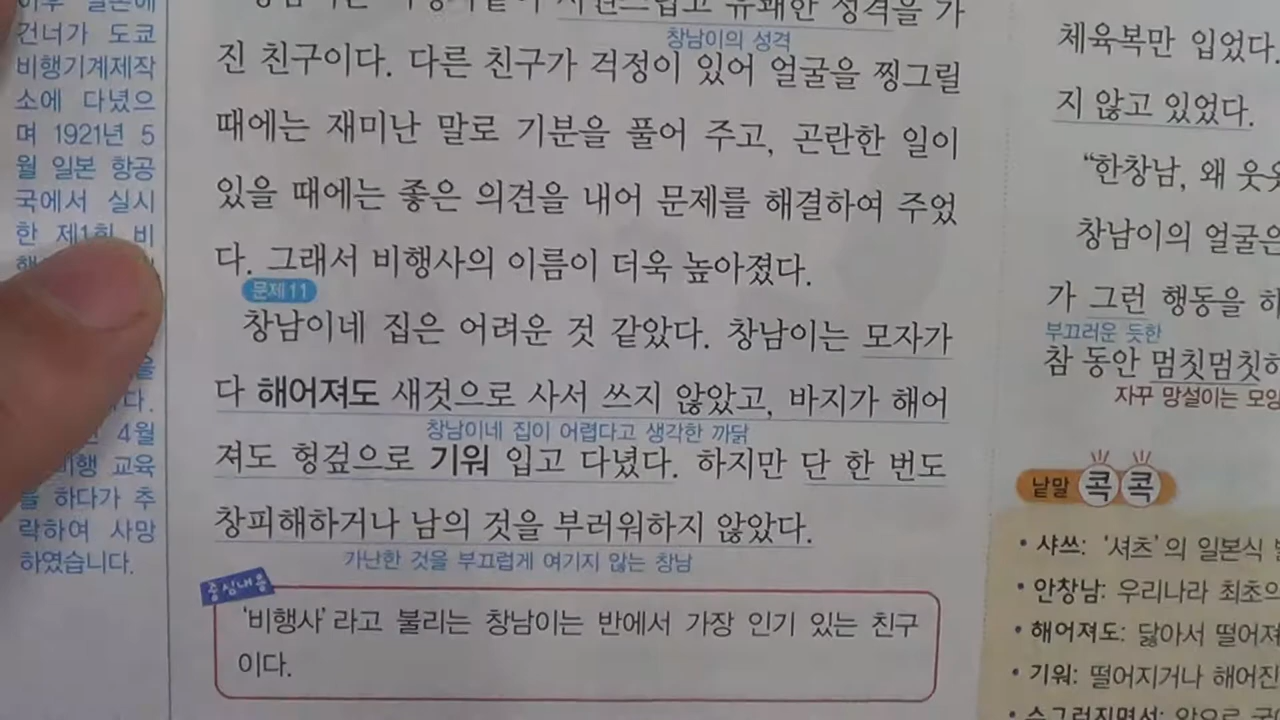 건너가 도쿄
비행기계제작
소에 다녔으
며 1921년 5
월 일본 항공
국에서 실시
한 제1회 비
4월
비행 교육
을 하다가 추
락하여 사망
하였습니다.
유쾌한 성격을 가
창남이의 성격
진 친구이다. 다른 친구가 걱정이 있어 얼굴을 찡그릴
때에는 재미난 말로 기분을 풀어 주고, 곤란한 일이
있을 때에는 좋은 의견을 내어 문제를 해결하여 주었
다. 그래서 비행사의 이름이 더욱 높아졌다.
문제 11
창남이네 집은 어려운 것 같았다. 창남이는 모자가
다 해어져도 새것으로 사서 쓰지 않았고, 바지가 해어
창남이네 집이 어렵다고 생각한 까닭
져도 헝겊으로 기워 입고 다녔다. 하지만 단 한 번도
창피해하거나 남의 것을 부러워하지 않았다.
가난한 것을 부끄럽게 여기지 않는 창남
중심내용
‘비행사’라고 불리는 창남이는 반에서 가장 인기 있는 친구
이다.
체육복만 입었다.
지 않고 있었다.
“한창남, 왜
창남이의 얼굴은
가 그런 행동을
부끄러운 듯한
참 동안 멈칫멈칫
자꾸 망설이는 모양
낱말 콕콕
• 샤쓰: ‘셔츠’의 일본식
• 안창남: 우리나라 최초의
• 해어져도: 닳아서 떨어져
• 기워: 떨어지거나 해어진